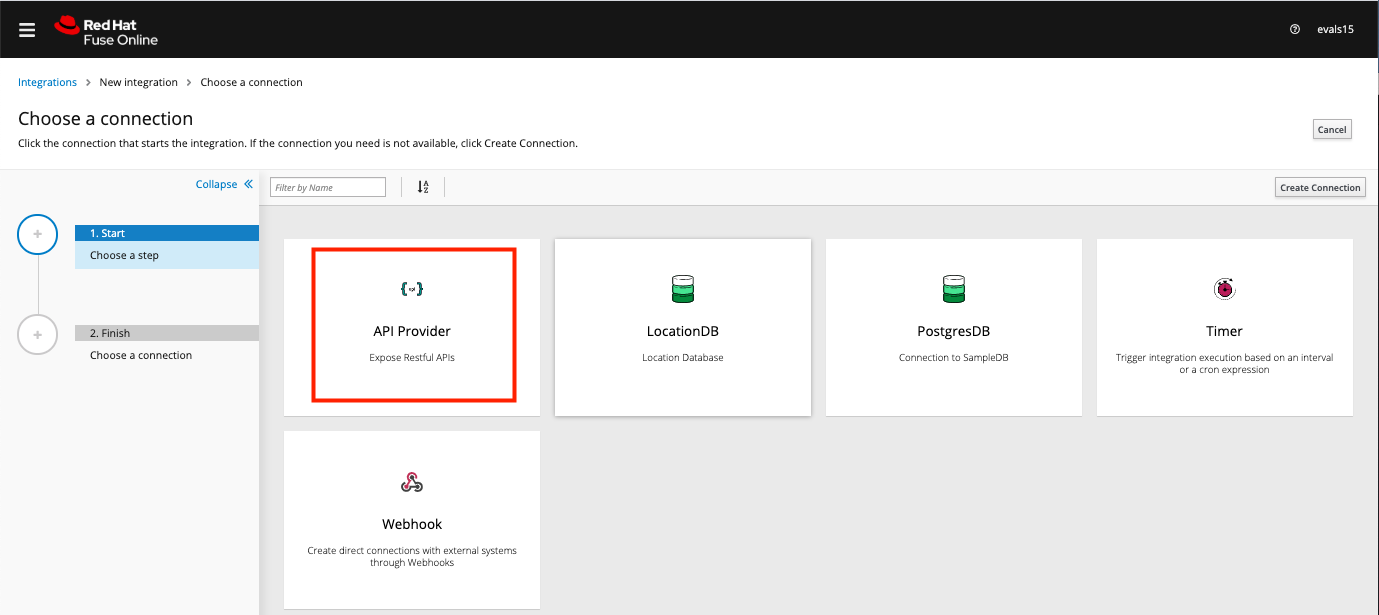 Red Hat
Fuse Online
evals15
Integrations > New integration > Choose a connection
Choose a connection
Click the connection that starts the integration. If the connection you need is not available, click Create Connection.
Cancel
Collapse
Filter by Name
Create Connection
1. Start
Choose a step
2. Finish
Choose a connection
API Provider
Expose Restful APIs
LocationDB
Location Database
PostgresDB
Connection to SampleDB
Timer
Trigger integration execution based on an interval
or a cron expression
Webhook
Create direct connections with external systems
through Webhooks